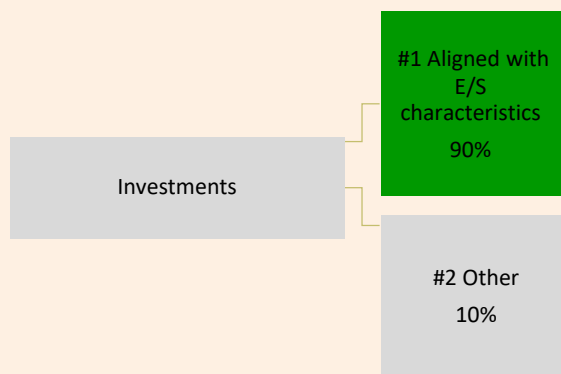 Investments
#1 Aligned with
E/S
characteristics
90%
#2 Other
10%